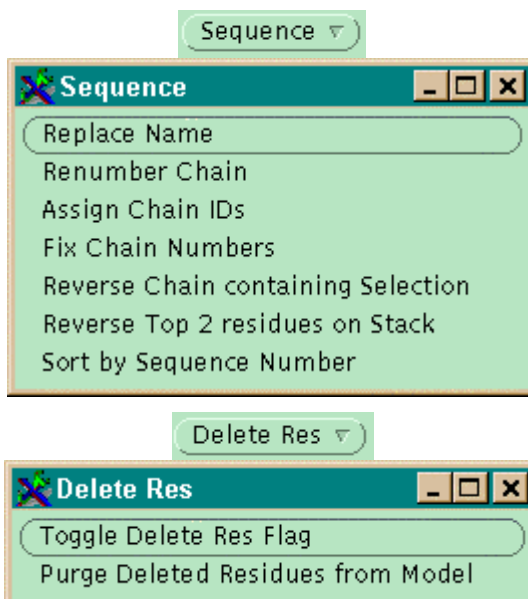 Sequence
Sequence
Replace Name
Renumber Chain
Assign Chain IDs
Fix Chain Numbers
Reverse Chain containing Selection
Reverse Top 2 residues on Stack
Sort by Sequence Number
Delete Res
Delete Res
Toggle Delete Res Flag
Purge Deleted Residues from Model